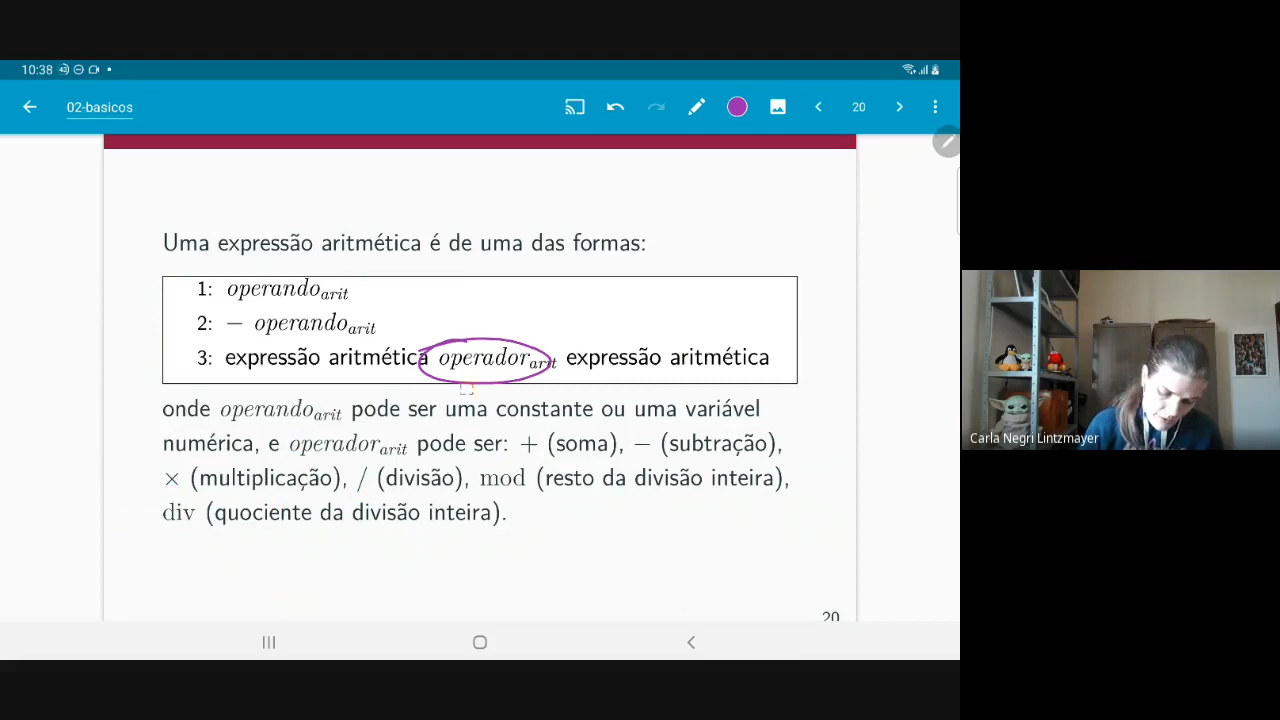 10:38
02-basicos
20
Uma expressão aritmética é de uma das formas:
1: operando_arit
2: − operando_arit
3: expressão aritmética operador_arit expressão aritmética
onde operando_arit pode ser uma constante ou uma variável
numérica, e operador_arit pode ser: + (soma), − (subtração),
× (multiplicação), / (divisão), mod (resto da divisão inteira),
div (quociente da divisão inteira).
20
Carla Negri Lintzmayer